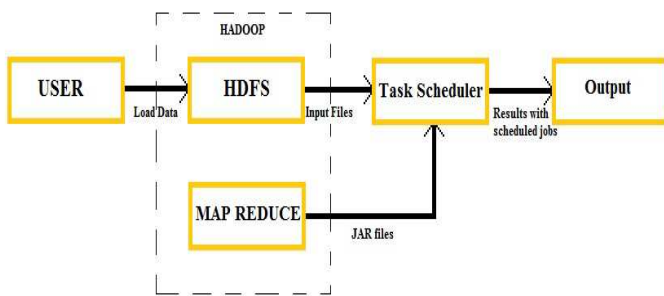 HADOOP
USER
HDFS
Task Scheduler
Output
Load Data
Input Files
Results with
scheduled jobs
MAP REDUCE
JAR files